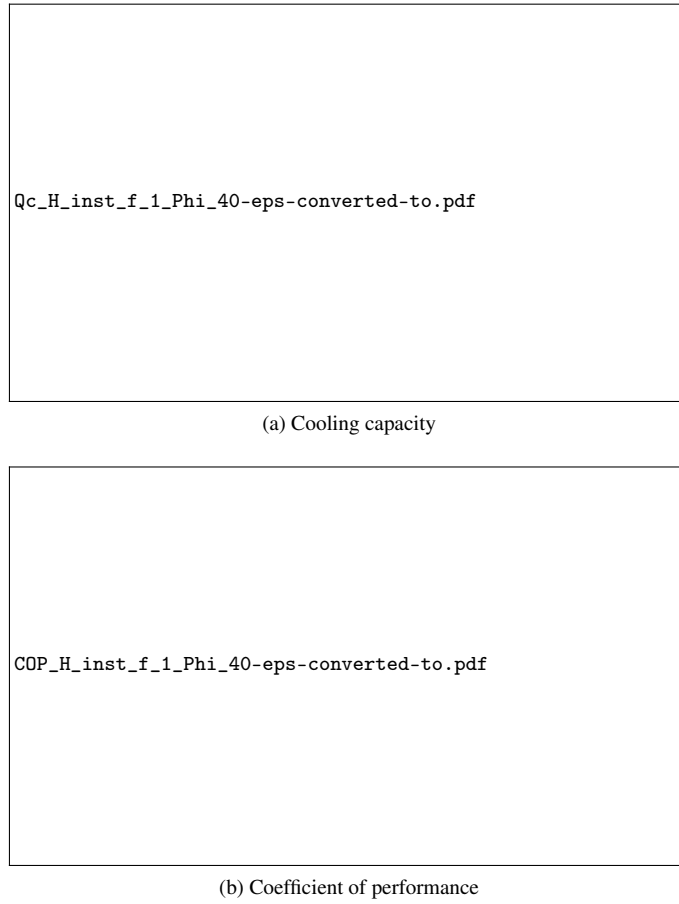 Qc_H_inst_f_1_Phi_40-eps-converted-to.pdf
(a) Cooling capacity
COP_H_inst_f_1_Phi_40-eps-converted-to.pdf
(b) Coefficient of performance